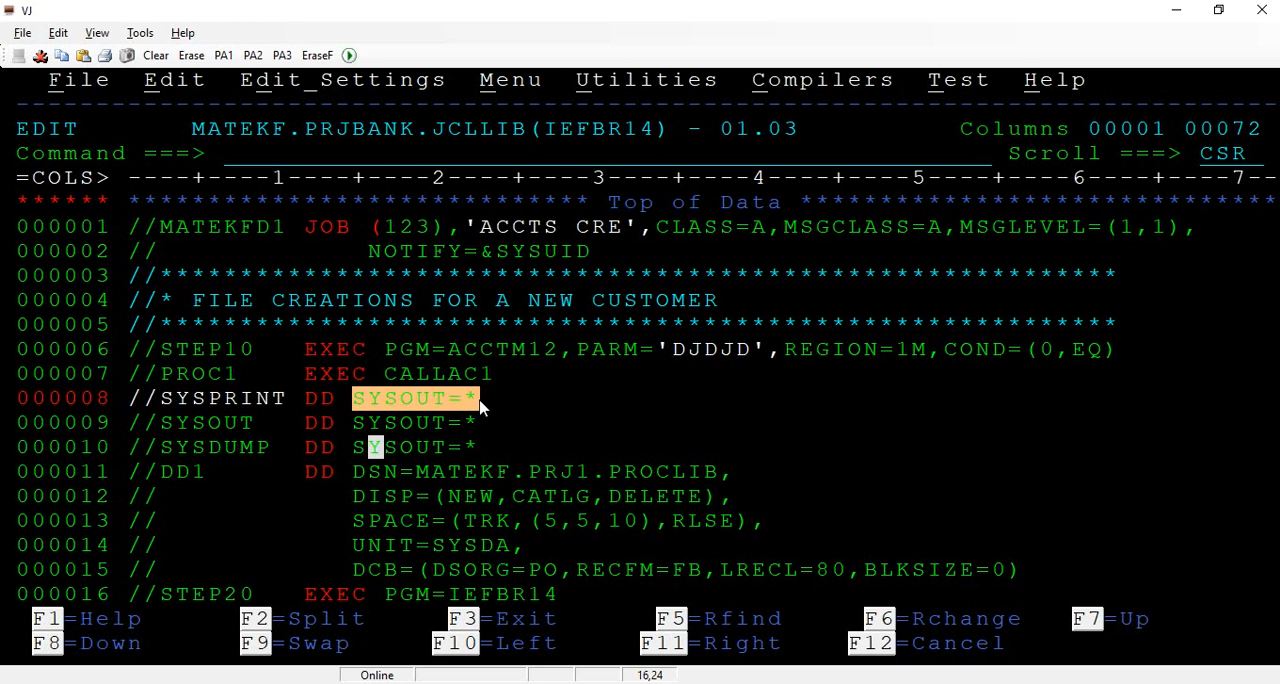 VJ
File Edit View Tools Help
Clear Erase PA1 PA2 PA3 EraseF
File Edit Edit_Settings Menu Utilities Compilers Test Help
--------------------------------------------------------------------------------
EDIT MATEKF.PRJBANK.JCLLIB(IEFBR14) - 01.03 Columns 00001 00072
Command ===> Scroll ===> CSR
=COLS> ----+----1----+----2----+----3----+----4----+----5----+----6----+----7--
****** ***************************** Top of Data ******************************
000001 //MATEKFD1 JOB (123),'ACCTS CRE',CLASS=A,MSGCLASS=A,MSGLEVEL=(1,1),
000002 // NOTIFY=&SYSUID
000003 //************************************************************
000004 //* FILE CREATIONS FOR A NEW CUSTOMER
000005 //************************************************************
000006 //STEP10 EXEC PGM=ACCTM12,PARM='DJDJD',REGION=1M,COND=(0,EQ)
000007 //PROC1 EXEC CALLAC1
000008 //SYSPRINT DD SYSOUT=*
000009 //SYSOUT DD SYSOUT=*
000010 //SYSDUMP DD SYSOUT=*
000011 //DD1 DD DSN=MATEKF.PRJ1.PROCLIB,
000012 // DISP=(NEW,CATLG,DELETE),
000013 // SPACE=(TRK,(5,5,10),RLSE),
000014 // UNIT=SYSDA,
000015 // DCB=(DSORG=PO,RECFM=FB,LRECL=80,BLKSIZE=0)
000016 //STEP20 EXEC PGM=IEFBR14
F1=Help F2=Split F3=Exit F5=Rfind F6=Rchange F7=Up
F8=Down F9=Swap F10=Left F11=Right F12=Cancel
Online 16,24